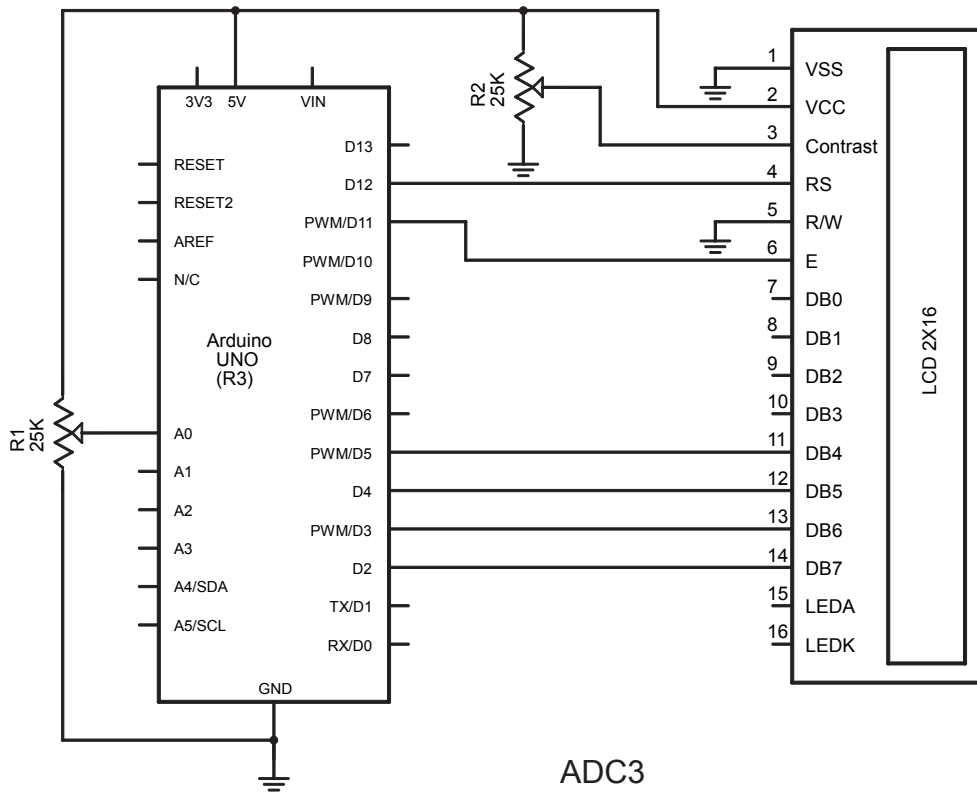 3V3
5V
VIN
RESET
RESET2
AREF
N/C
Arduino
UNO
(R3)
A0
A1
A2
A3
A4/SDA
A5/SCL
D13
D12
PWM/D11
PWM/D10
PWM/D9
D8
D7
PWM/D6
PWM/D5
D4
PWM/D3
D2
TX/D1
RX/D0
GND
R1
25K
R2
25K
1 VSS
2 VCC
3 Contrast
4 RS
5 R/W
6 E
7 DB0
8 DB1
9 DB2
10 DB3
11 DB4
12 DB5
13 DB6
14 DB7
15 LEDA
16 LEDK
LCD 2X16
ADC3